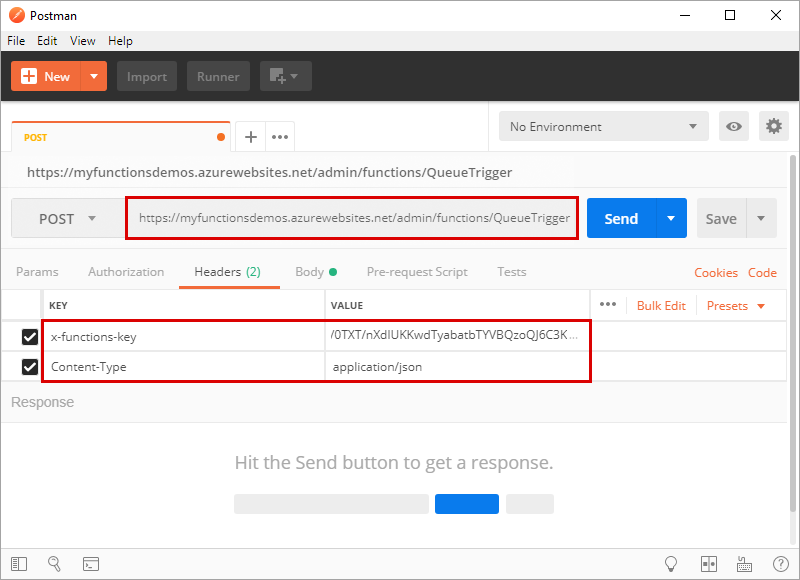 Postman
File Edit View Help
New Import Runner
POST
No Environment
https://myfunctionsdemos.azurewebsites.net/admin/functions/QueueTrigger
POST https://myfunctionsdemos.azurewebsites.net/admin/functions/QueueTrigger Send Save
Params Authorization Headers (2) Body Pre-request Script Tests Cookies Code
KEY VALUE Bulk Edit Presets
x-functions-key /0TXT/nXdIUKKwdTyabatbTYVBQzoQJ6C3K...
Content-Type application/json
Response
Hit the Send button to get a response.